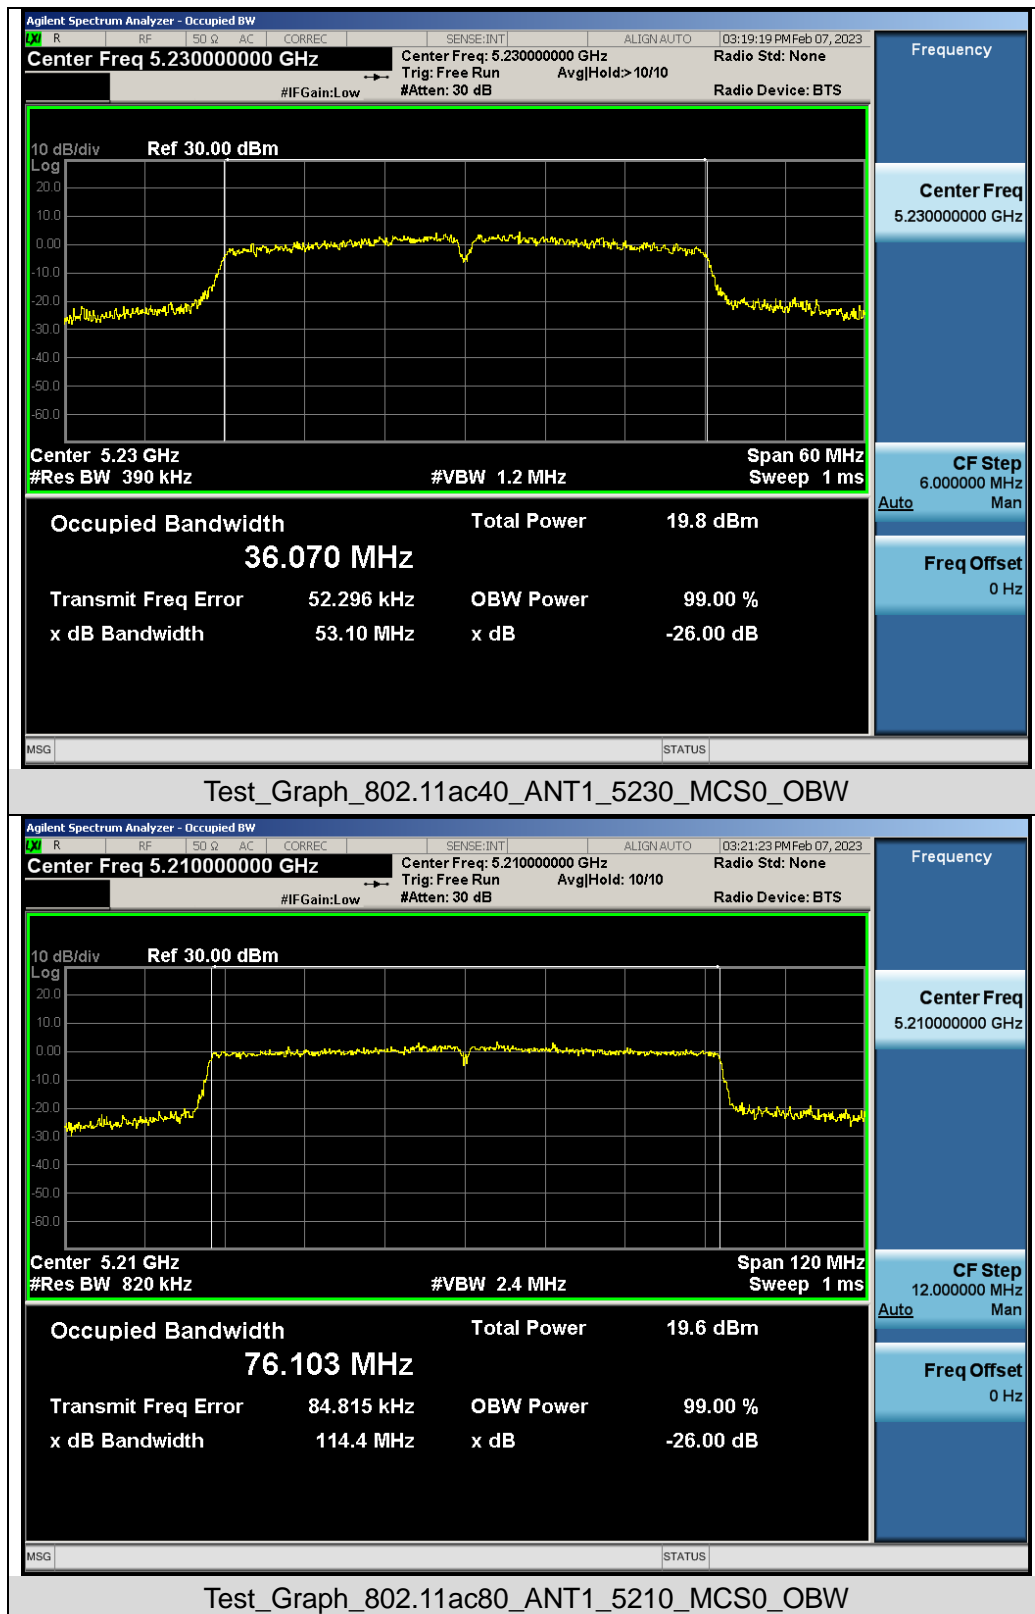 Agilent Spectrum Analyzer - Occupied BW
LXI R RF 50 Ω AC CORREC SENSE:INT ALIGN AUTO 03:19:19 PM Feb 07, 2023
Center Freq 5.230000000 GHz Center Freq: 5.230000000 GHz Radio Std: None Frequency
Trig: Free Run Avg|Hold:> 10/10
#IFGain:Low #Atten: 30 dB Radio Device: BTS
10 dB/div Ref 30.00 dBm
Log
20.0
10.0
0.00
-10.0
-20.0
-30.0
-40.0
-50.0
-60.0
Center 5.23 GHz Span 60 MHz
#Res BW 390 kHz #VBW 1.2 MHz Sweep 1 ms
Center Freq
5.230000000 GHz
CF Step
6.000000 MHz
Auto Man
Freq Offset
0 Hz
Occupied Bandwidth Total Power 19.8 dBm
36.070 MHz
Transmit Freq Error 52.296 kHz OBW Power 99.00 %
x dB Bandwidth 53.10 MHz x dB -26.00 dB
MSG STATUS
Test_Graph_802.11ac40_ANT1_5230_MCS0_OBW
Agilent Spectrum Analyzer - Occupied BW
LXI R RF 50 Ω AC CORREC SENSE:INT ALIGN AUTO 03:21:23 PM Feb 07, 2023
Center Freq 5.210000000 GHz Center Freq: 5.210000000 GHz Radio Std: None Frequency
Trig: Free Run Avg|Hold: 10/10
#IFGain:Low #Atten: 30 dB Radio Device: BTS
10 dB/div Ref 30.00 dBm
Log
20.0
10.0
0.00
-10.0
-20.0
-30.0
-40.0
-50.0
-60.0
Center 5.21 GHz Span 120 MHz
#Res BW 820 kHz #VBW 2.4 MHz Sweep 1 ms
Center Freq
5.210000000 GHz
CF Step
12.000000 MHz
Auto Man
Freq Offset
0 Hz
Occupied Bandwidth Total Power 19.6 dBm
76.103 MHz
Transmit Freq Error 84.815 kHz OBW Power 99.00 %
x dB Bandwidth 114.4 MHz x dB -26.00 dB
MSG STATUS
Test_Graph_802.11ac80_ANT1_5210_MCS0_OBW